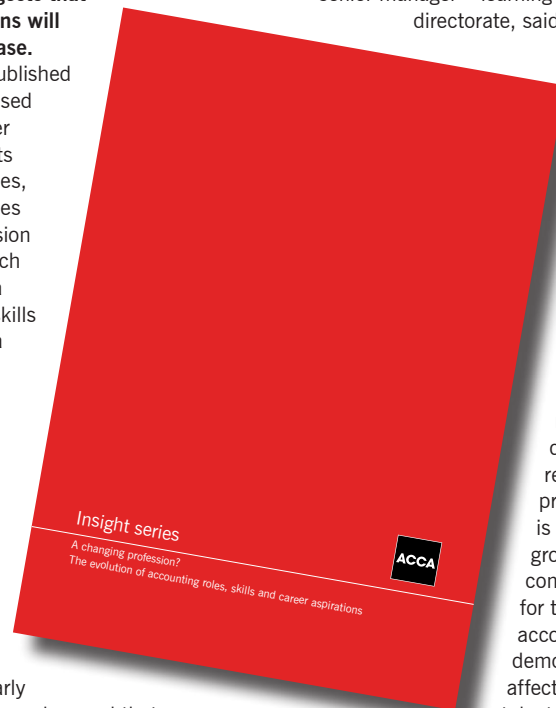 gests that
ns will
ase.
ublished
sed
er
ts
es,
es
sion
ch
kills
arly
that
senior manager – learning
directorate, said
Insight series
A changing profession?
The evolution of accounting roles, skills and career aspirations
ACCA
re
pr
is
gro
con
for t
acco
demo
affect